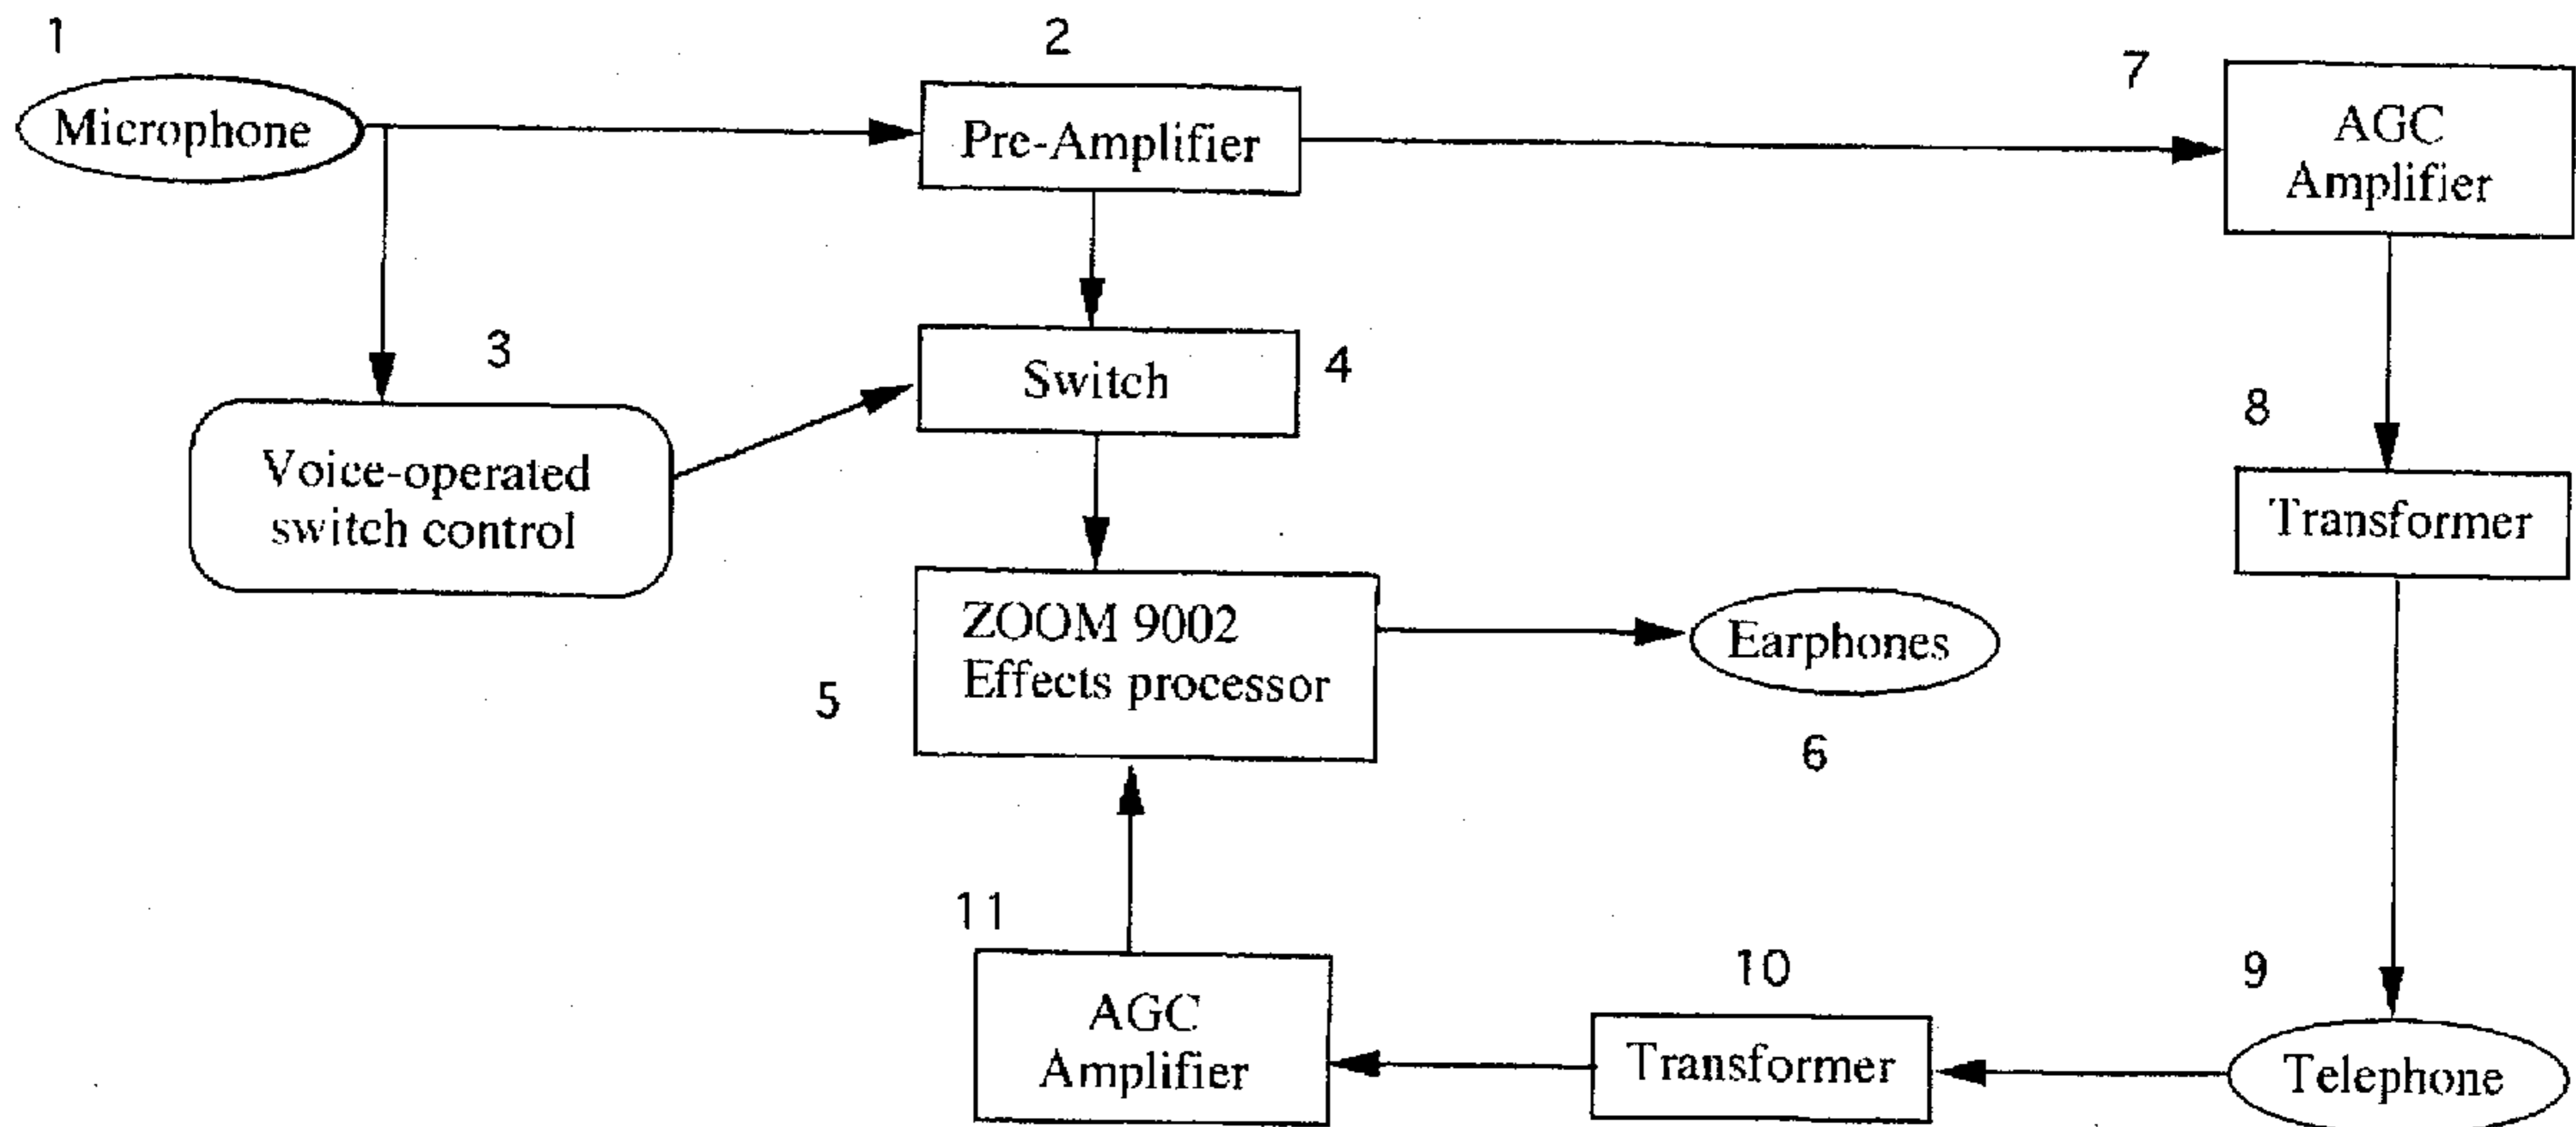 1
Microphone
2
Pre-Amplifier
7
AGC
Amplifier
3
Voice-operated
switch control
Switch
4
8
Transformer
ZOOM 9002
Effects processor
5
Earphones
6
11
AGC
Amplifier
10
Transformer
9
Telephone